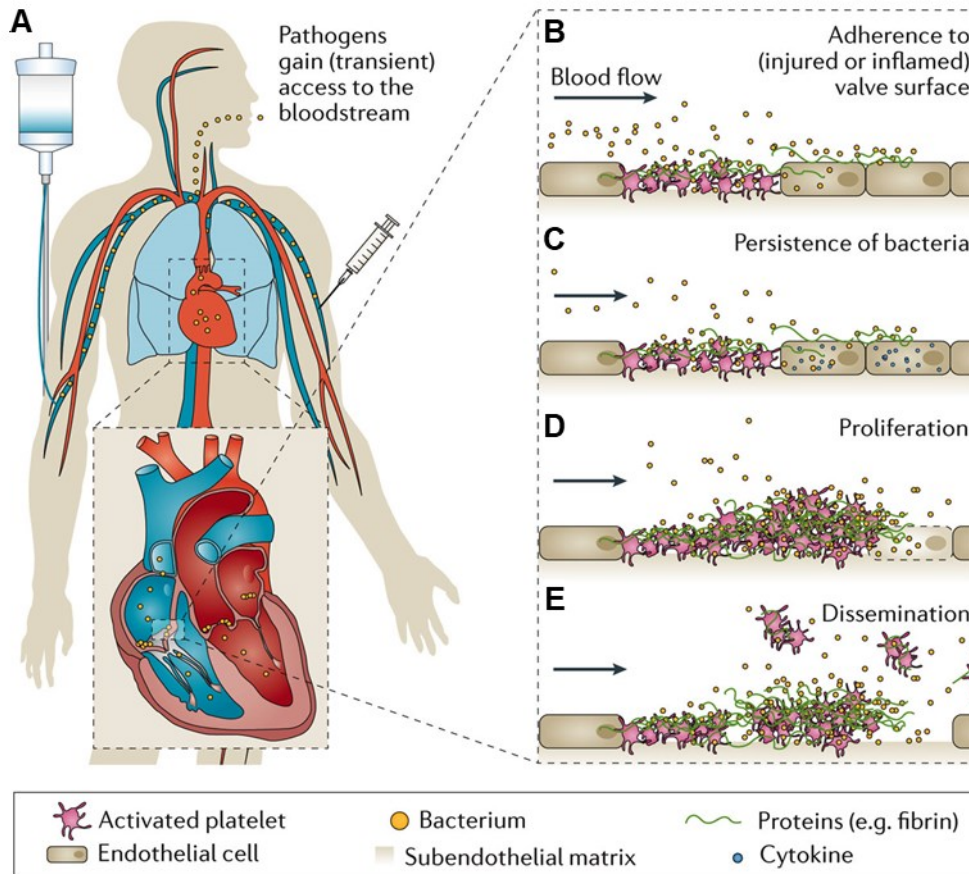 A
Pathogens
gain (transient)
access to the
bloodstream
B
Adherence to
(injured or inflamed)
valve surface
Blood flow
C
Persistence of bacteria
D
Proliferation
E
Dissemination
Activated platelet
Bacterium
Proteins (e.g. fibrin)
Endothelial cell
Subendothelial matrix
Cytokine